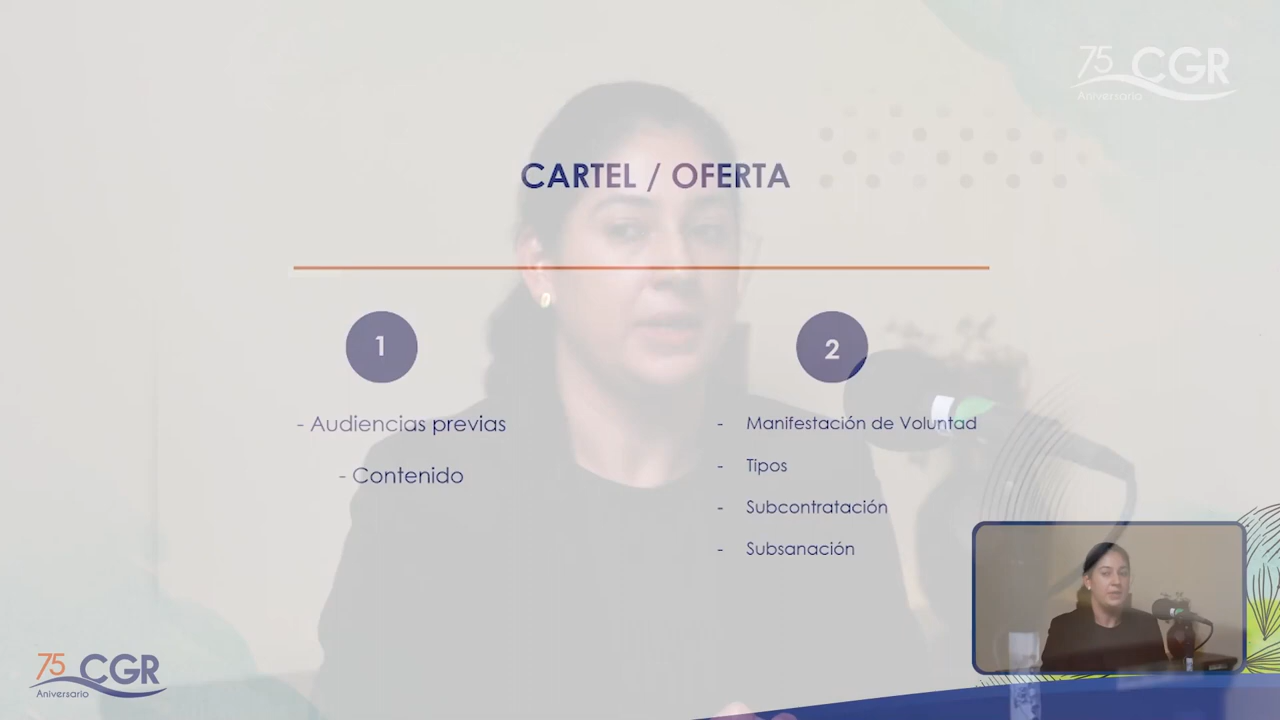 75 CGR
Aniversario
CARTEL / OFERTA
1
2
- Audiencias previas
- Contenido
- Manifestación de Voluntad
- Tipos
- Subcontratación
- Subsanación
75 CGR
Aniversario